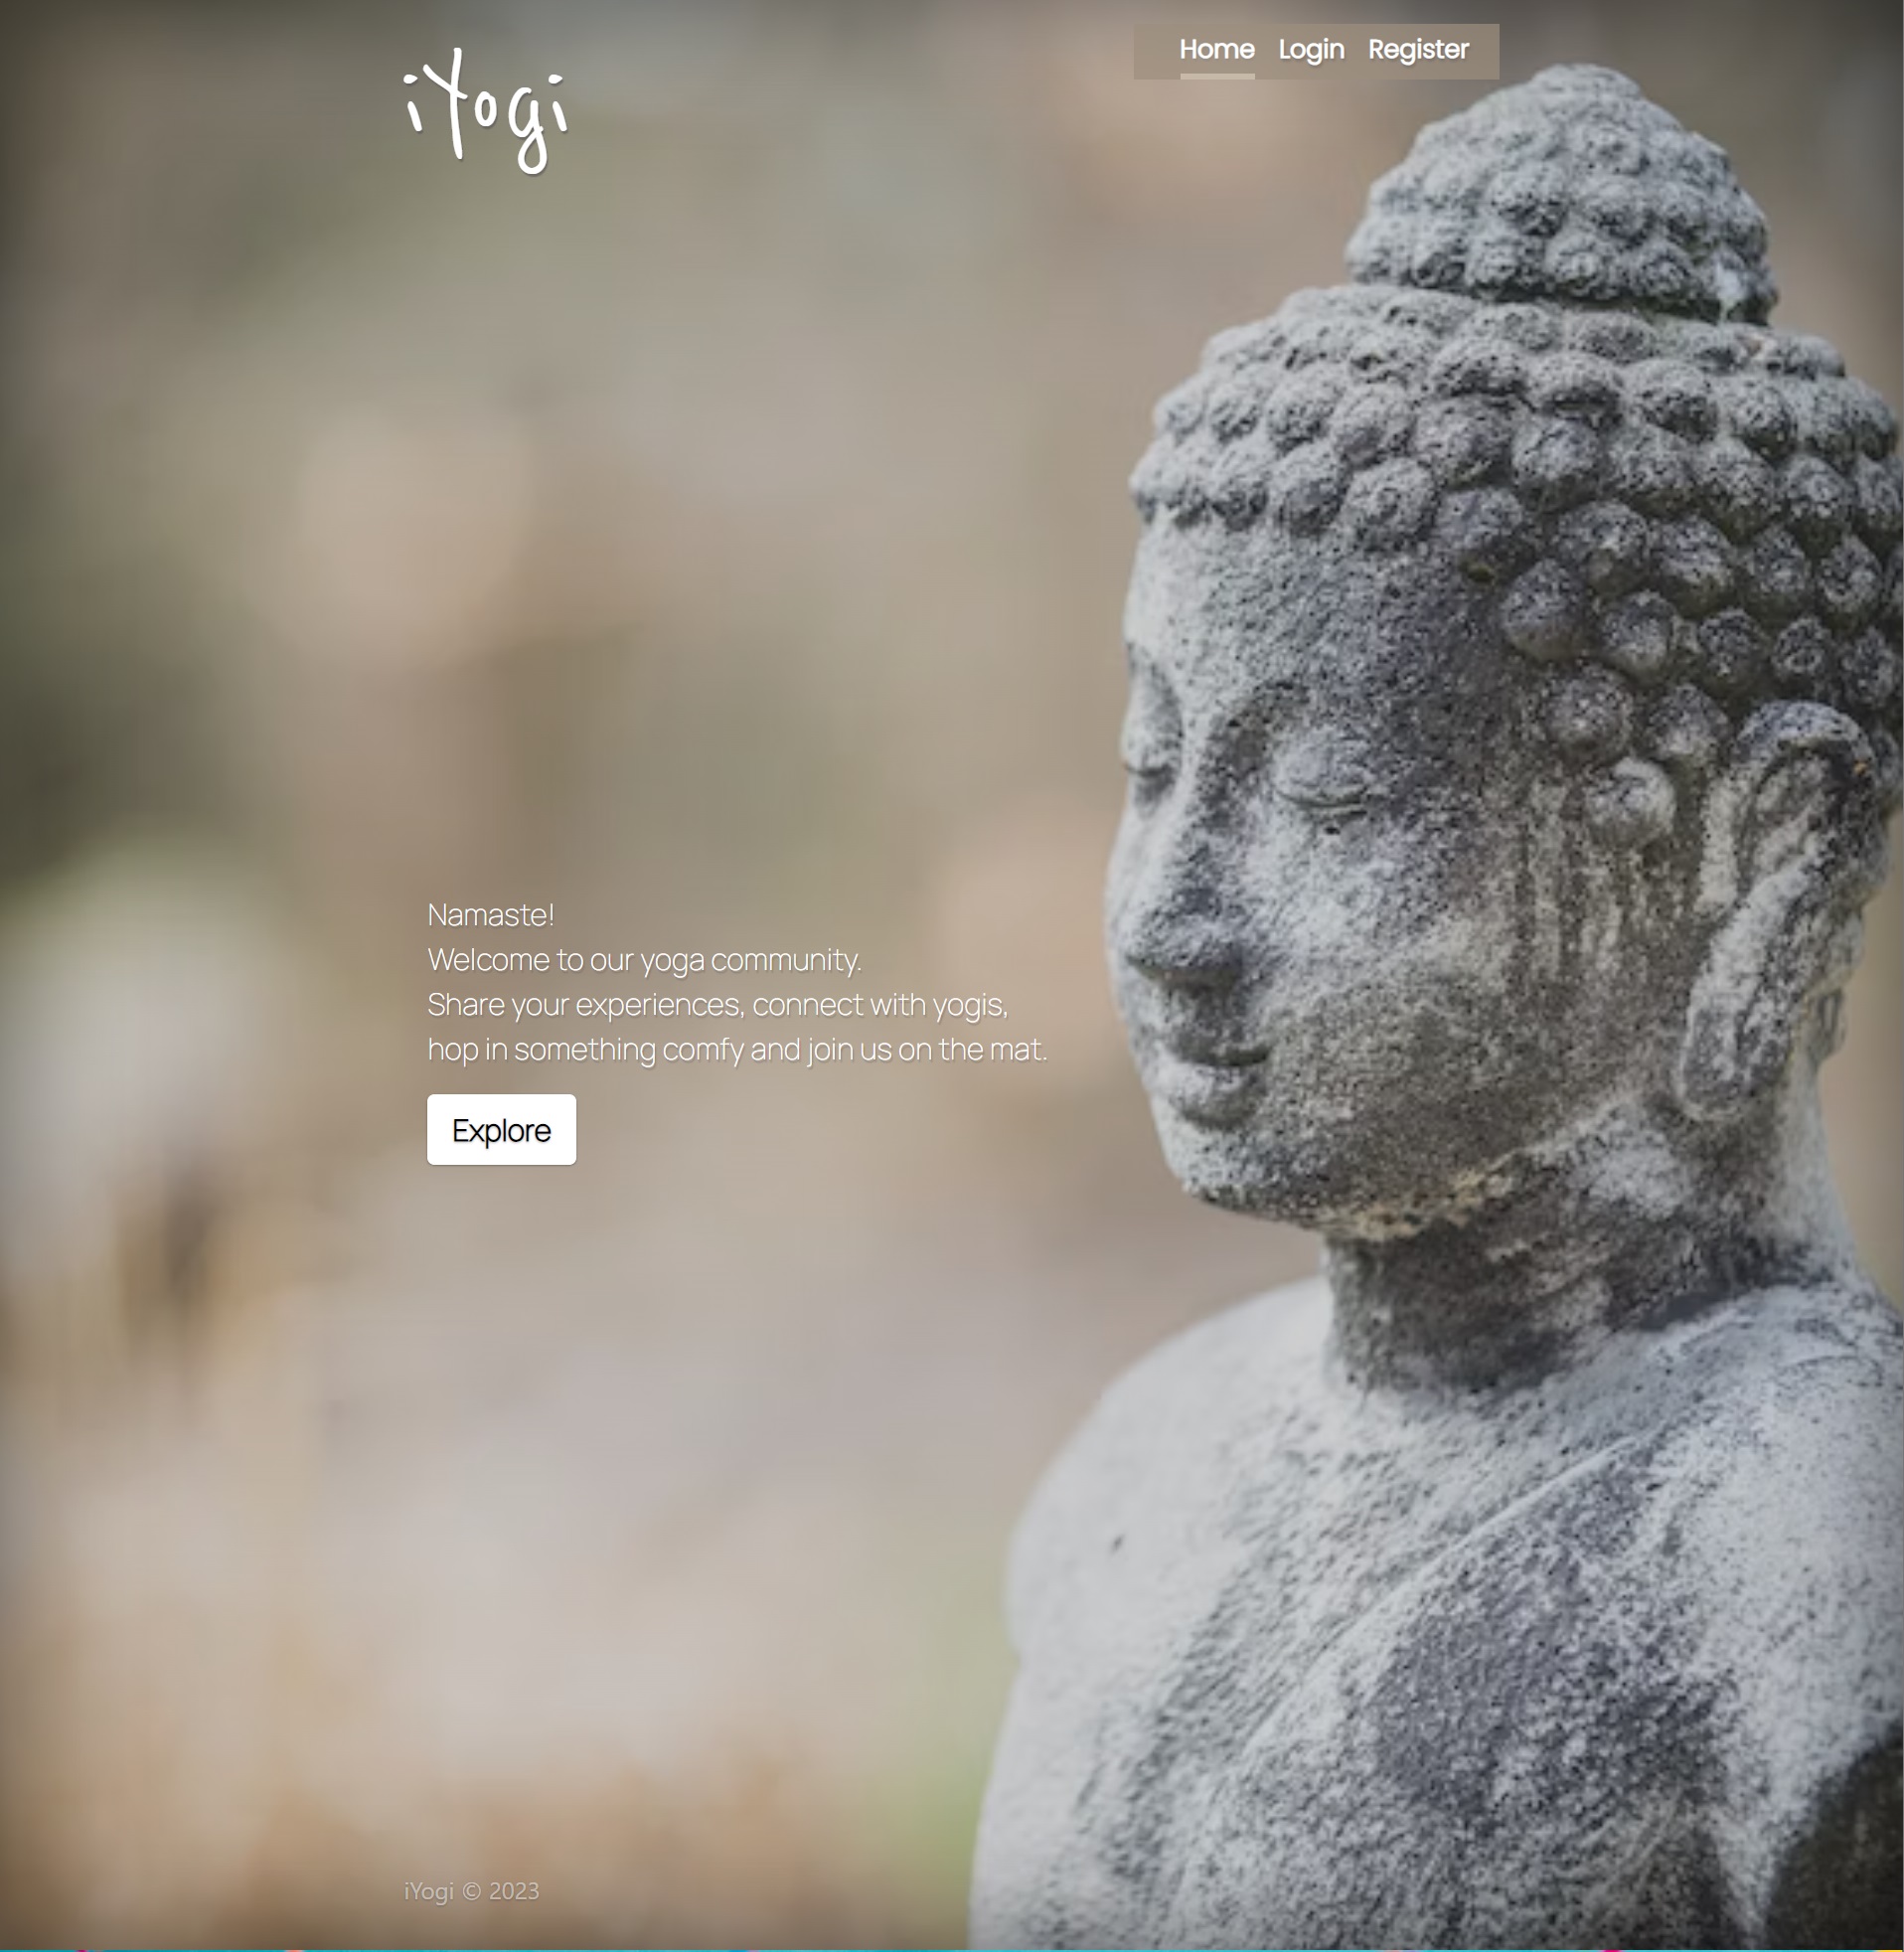 iYogi
Home Login Register
Namaste!
Welcome to our yoga community.
Share your experiences, connect with yogis,
hop in something comfy and join us on the mat.
Explore
iYogi © 2023